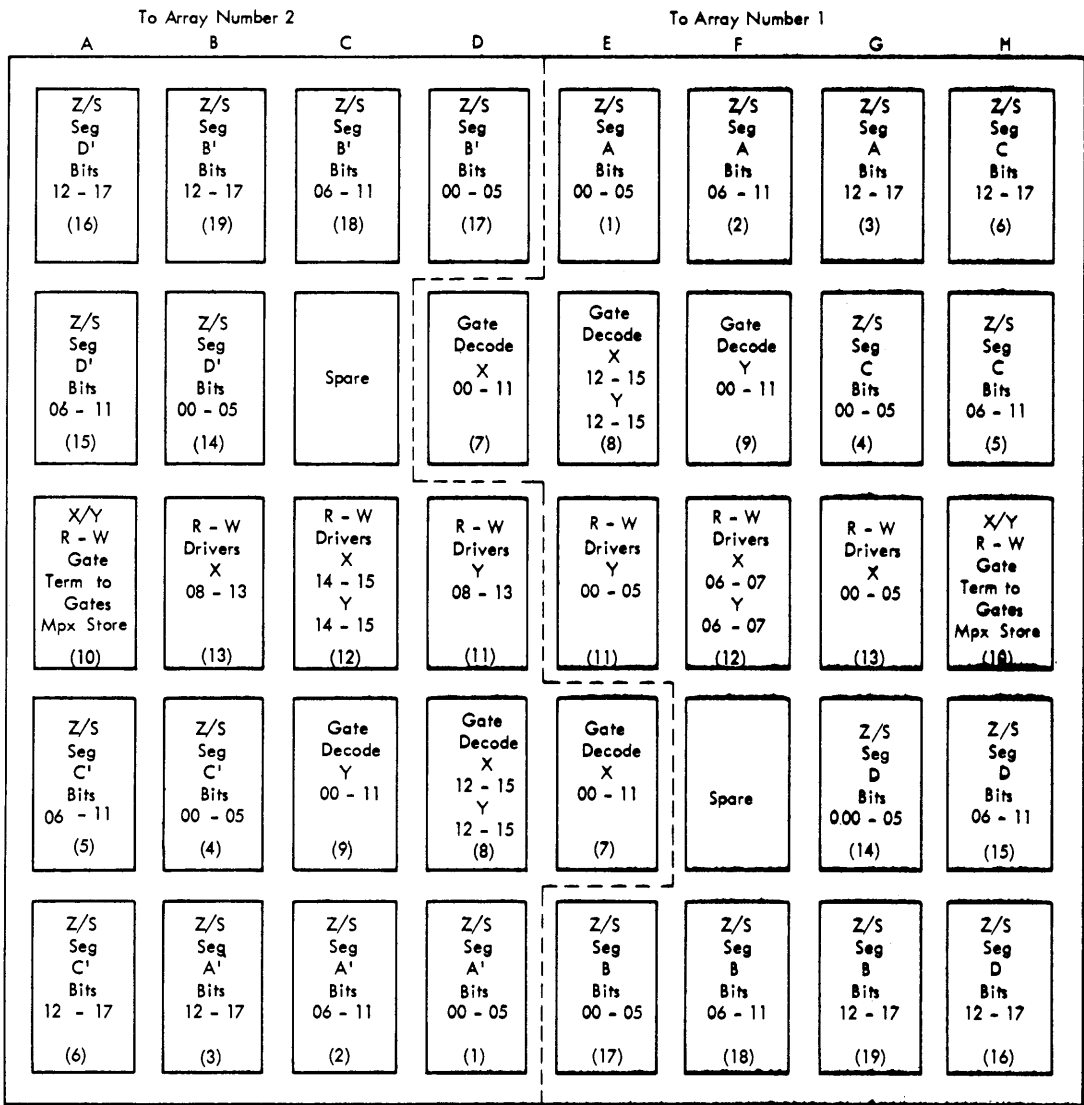 To Array Number 2
To Array Number 1
A
B
C
D
E
F
G
H
Z/S
Seg
D'
Bits
12 - 17
(16)
Z/S
Seg
B'
Bits
12 - 17
(19)
Z/S
Seg
B'
Bits
06 - 11
(18)
Z/S
Seg
B'
Bits
00 - 05
(17)
Z/S
Seg
A
Bits
00 - 05
(1)
Z/S
Seg
A
Bits
06 - 11
(2)
Z/S
Seg
A
Bits
12 - 17
(3)
Z/S
Seg
C
Bits
12 - 17
(6)
Z/S
Seg
D'
Bits
06 - 11
(15)
Z/S
Seg
D'
Bits
00 - 05
(14)
Spare
Gate
Decode
X
00 - 11
(7)
Gate
Decode
X
12 - 15
Y
12 - 15
(8)
Gate
Decode
Y
00 - 11
(9)
Z/S
Seg
C
Bits
00 - 05
(4)
Z/S
Seg
C
Bits
06 - 11
(5)
X/Y
R - W
Gate
Term to
Gates
Mpx Store
(10)
R - W
Drivers
X
08 - 13
(13)
R - W
Drivers
X
14 - 15
Y
14 - 15
(12)
R - W
Drivers
Y
08 - 13
(11)
R - W
Drivers
Y
00 - 05
(11)
R - W
Drivers
X
06 - 07
Y
06 - 07
(12)
R - W
Drivers
X
00 - 05
(13)
X/Y
R - W
Gate
Term to
Gates
Mpx Store
(10)
Z/S
Seg
C'
Bits
06 - 11
(5)
Z/S
Seg
C'
Bits
00 - 05
(4)
Gate
Decode
Y
00 - 11
(9)
Gate
Decode
X
12 - 15
Y
12 - 15
(8)
Gate
Decode
X
00 - 11
(7)
Spare
Z/S
Seg
D
Bits
0.00 - 05
(14)
Z/S
Seg
D
Bits
06 - 11
(15)
Z/S
Seg
C'
Bits
12 - 17
(6)
Z/S
Seg
A'
Bits
12 - 17
(3)
Z/S
Seg
A'
Bits
06 - 11
(2)
Z/S
Seg
A'
Bits
00 - 05
(1)
Z/S
Seg
B
Bits
00 - 05
(17)
Z/S
Seg
B
Bits
06 - 11
(18)
Z/S
Seg
B
Bits
12 - 17
(19)
Z/S
Seg
D
Bits
12 - 17
(16)